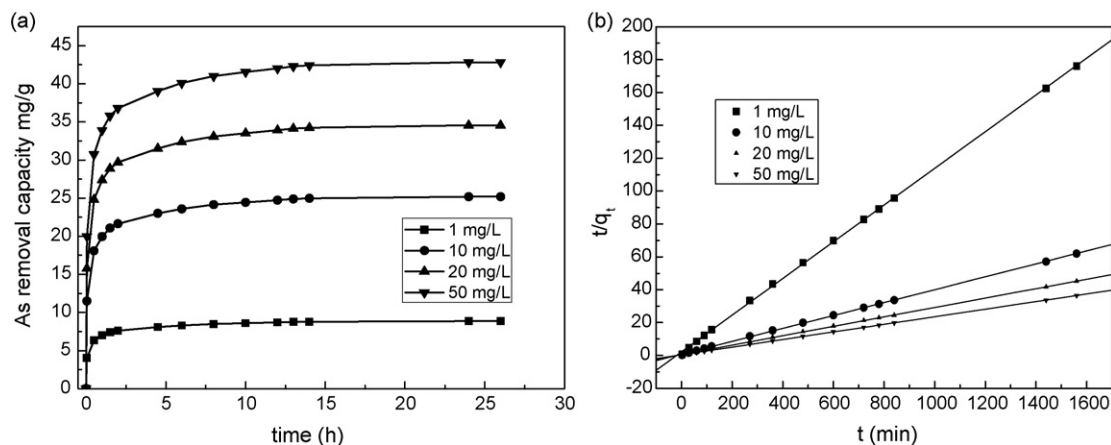 (a)
As removal capacity mg/g
45
40
35
30
25
20
15
10
5
0
0 5 10 15 20 25 30
time (h)
1 mg/L
10 mg/L
20 mg/L
50 mg/L
(b)
t/qt
200
180
160
140
120
100
80
60
40
20
0
-20
0 200 400 600 800 1000 1200 1400 1600
t (min)
1 mg/L
10 mg/L
20 mg/L
50 mg/L